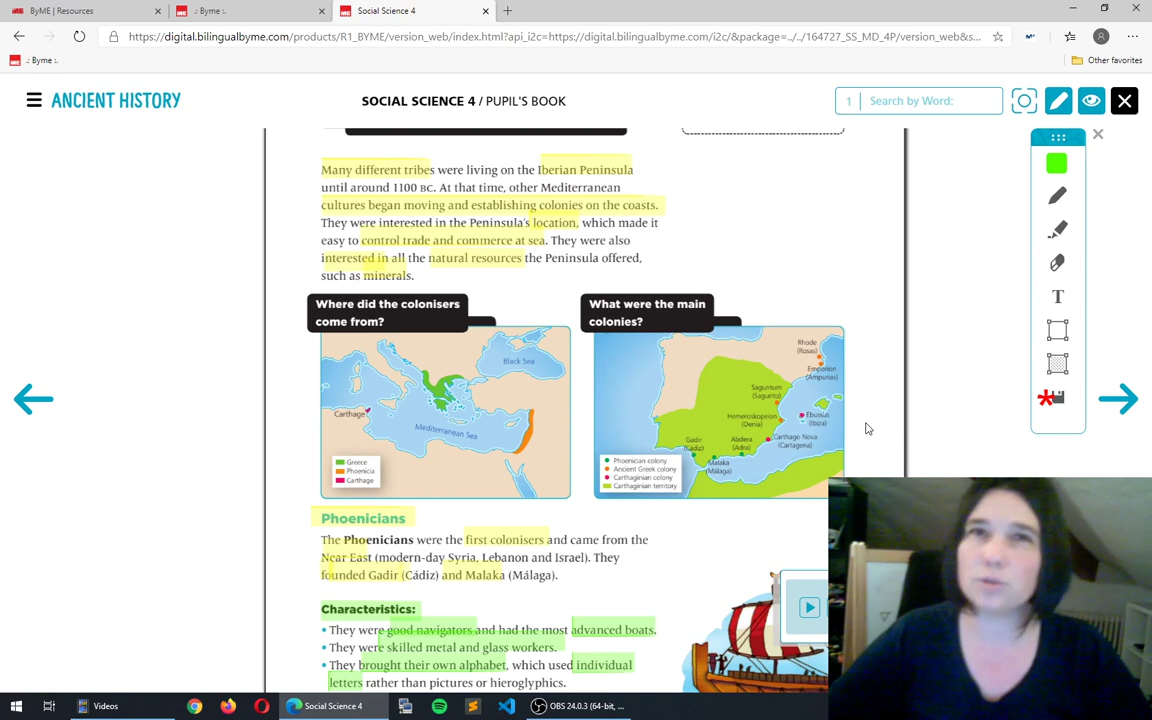 ByME | Resources
.: Byme :.
Social Science 4
https://digital.bilingualbyme.com/products/R1_BYME/version_web/index.html?api_i2c=https://digital.bilingualbyme.com/i2c/&package=../../164727_SS_MD_4P/version_web&s...
.: Byme :.
Other favorites
ANCIENT HISTORY
SOCIAL SCIENCE 4 / PUPIL'S BOOK
1 Search by Word:
Many different tribes were living on the Iberian Peninsula
until around 1100 BC. At that time, other Mediterranean
cultures began moving and establishing colonies on the coasts.
They were interested in the Peninsula's location, which made it
easy to control trade and commerce at sea. They were also
interested in all the natural resources the Peninsula offered,
such as minerals.
Where did the colonisers
come from?
Black Sea
Carthage
Mediterranean Sea
Greece
Phoenicia
Carthage
What were the main
colonies?
Rhode
(Rosas)
Emporion
(Ampurias)
Saguntum
(Sagunto)
Hemeroskopeion
(Denia)
Ebusus
(Ibiza)
Gadir
(Cádiz)
Abdera
(Adra)
Carthago Nova
(Cartagena)
Malaka
(Málaga)
Phoenician colony
Ancient Greek colony
Carthaginian colony
Carthaginian territory
Phoenicians
The Phoenicians were the first colonisers and came from the
Near East (modern-day Syria, Lebanon and Israel). They
founded Gadir (Cádiz) and Malaka (Málaga).
Characteristics:
• They were good navigators and had the most advanced boats.
• They were skilled metal and glass workers.
• They brought their own alphabet, which used individual
letters rather than pictures or hieroglyphics.
T
Videos
Social Science 4
OBS 24.0.3 (64-bit, ...